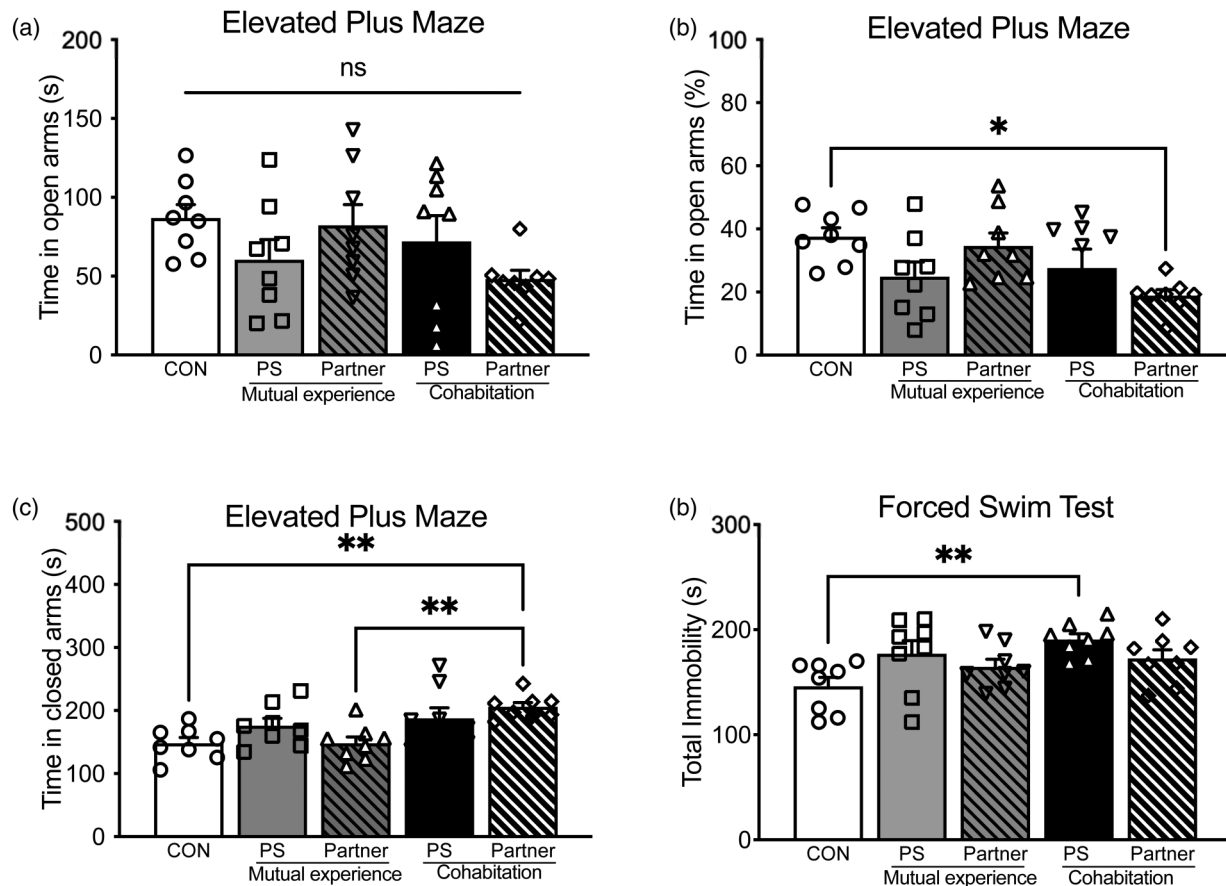 (a)
Elevated Plus Maze
Time in open arms (s)
200
150
100
50
0
ns
CON
PS
Partner
PS
Partner
Mutual experience
Cohabitation
(b)
Elevated Plus Maze
Time in open arms (%)
100
80
60
40
20
0
*
CON
PS
Partner
PS
Partner
Mutual experience
Cohabitation
(c)
Elevated Plus Maze
Time in closed arms (s)
500
400
300
200
100
0
**
**
CON
PS
Partner
PS
Partner
Mutual experience
Cohabitation
(b)
Forced Swim Test
Total Immobility (s)
300
200
100
0
**
CON
PS
Partner
PS
Partner
Mutual experience
Cohabitation